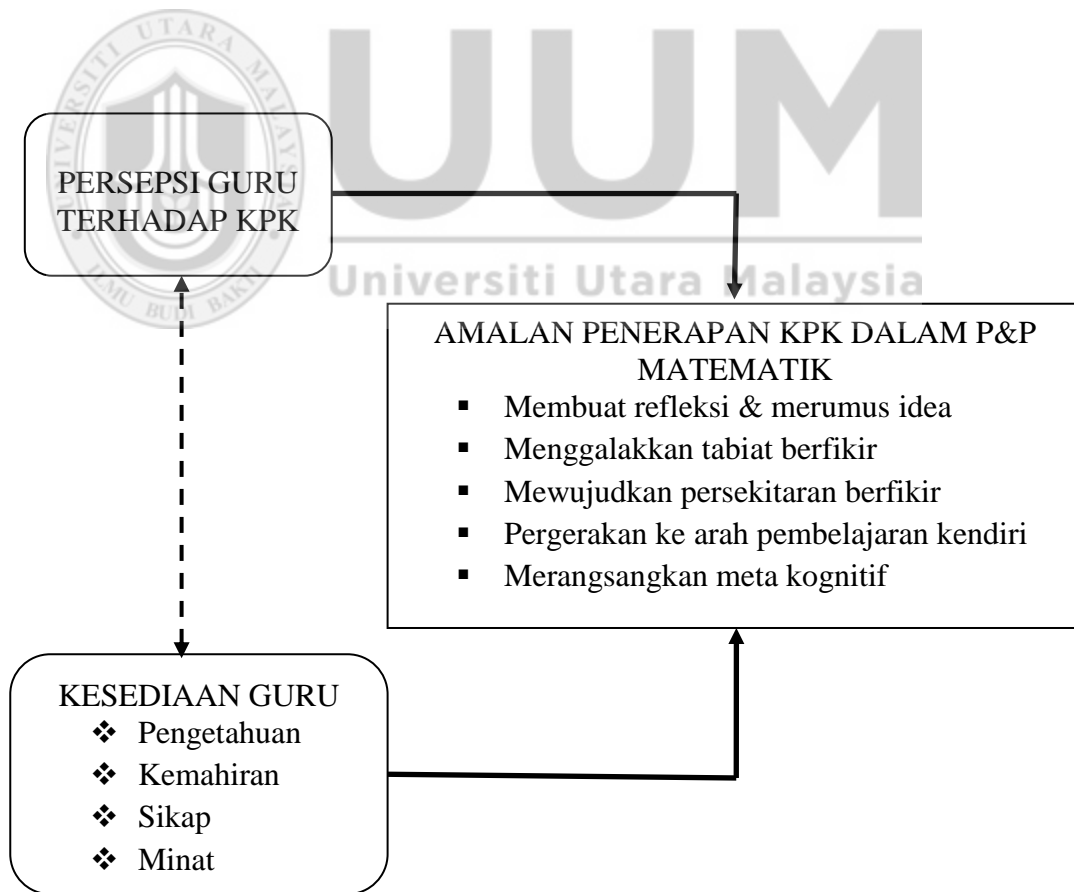 UNIVERSITI UTARA MALAYSIA
UUM
PERSEPSI GURU
TERHADAP KPK
Universiti Utara Malaysia
ILMU BUDI BAKTI
AMALAN PENERAPAN KPK DALAM P&P
MATEMATIK
▪ Membuat refleksi & merumus idea
▪ Menggalakkan tabiat berfikir
▪ Mewujudkan persekitaran berfikir
▪ Pergerakan ke arah pembelajaran kendiri
▪ Merangsangkan meta kognitif
KESEDIAAN GURU
❖ Pengetahuan
❖ Kemahiran
❖ Sikap
❖ Minat